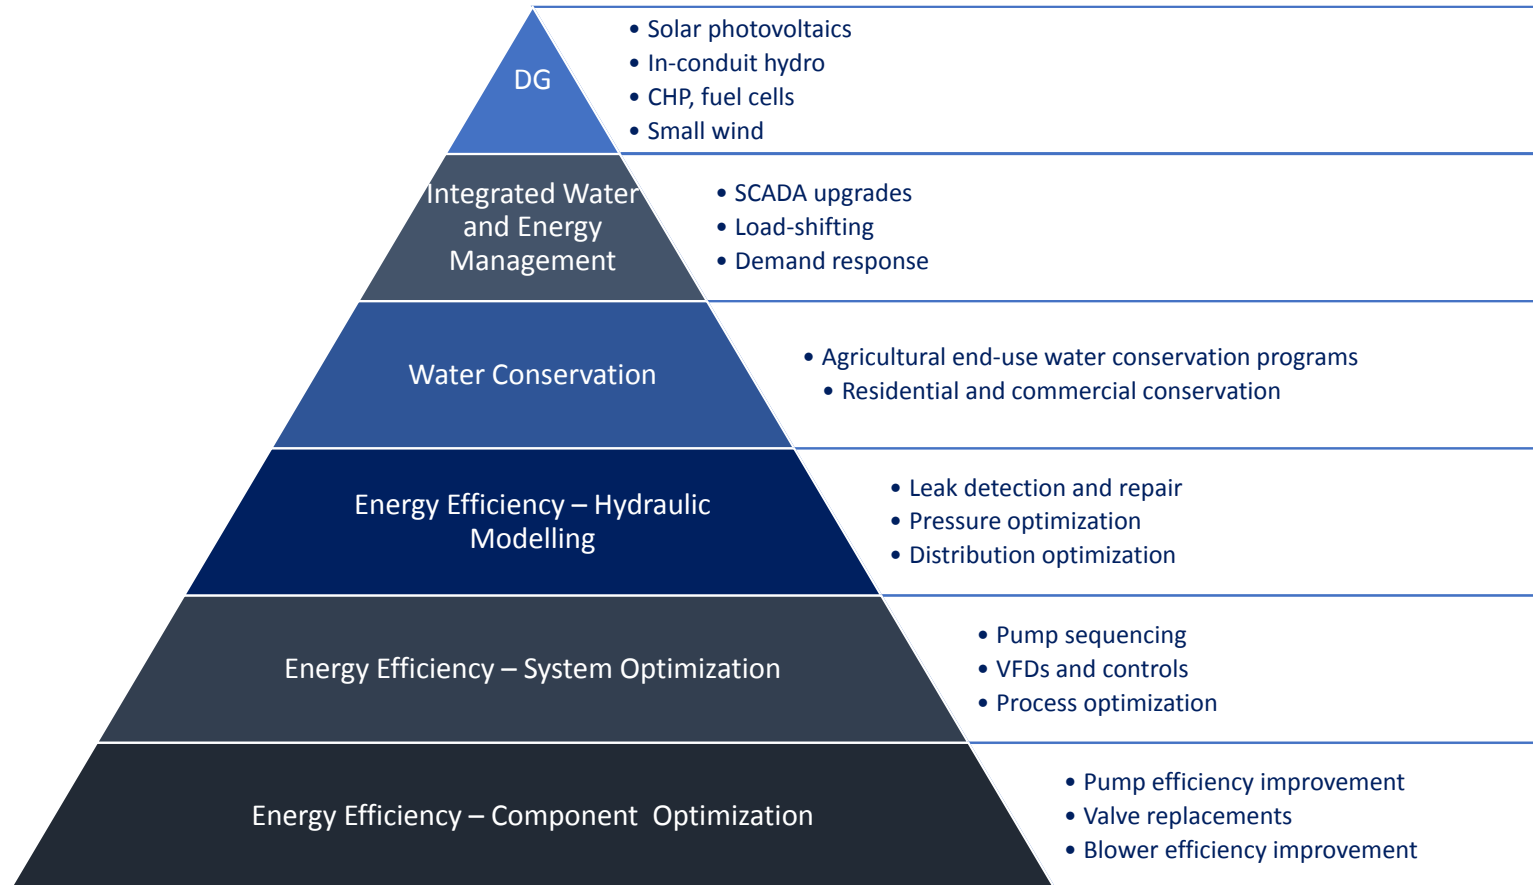 DG
• Solar photovoltaics
• In-conduit hydro
• CHP, fuel cells
• Small wind
Integrated Water
and Energy
Management
• SCADA upgrades
• Load-shifting
• Demand response
Water Conservation
• Agricultural end-use water conservation programs
• Residential and commercial conservation
Energy Efficiency – Hydraulic
Modelling
• Leak detection and repair
• Pressure optimization
• Distribution optimization
Energy Efficiency – System Optimization
• Pump sequencing
• VFDs and controls
• Process optimization
Energy Efficiency – Component  Optimization
• Pump efficiency improvement
• Valve replacements
• Blower efficiency improvement